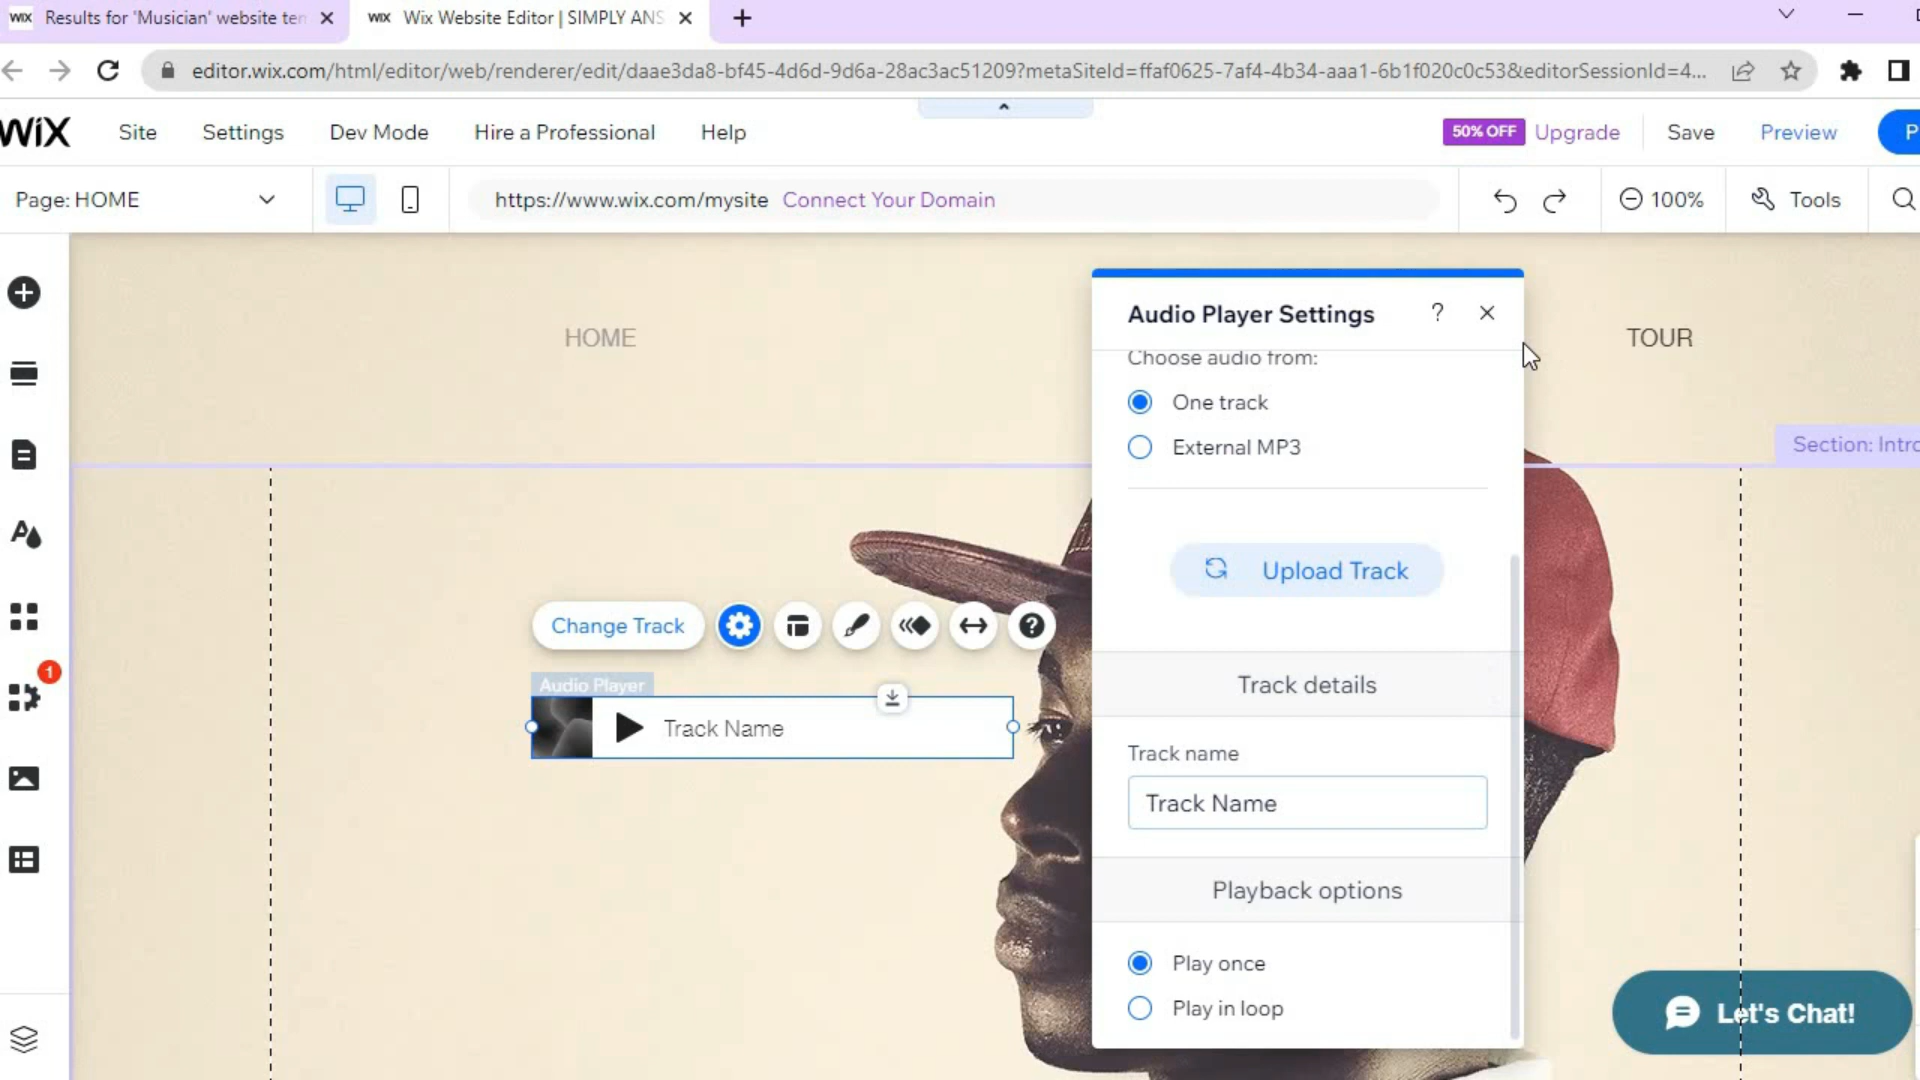 WIX Results for 'Musician' website ten
WIX Wix Website Editor | SIMPLY ANS
editor.wix.com/html/editor/web/renderer/edit/daae3da8-bf45-4d6d-9d6a-28ac3ac51209?metaSiteId=ffaf0625-7af4-4b34-aaa1-6b1f020c0c53&editorSessionId=4...
WiX Site Settings Dev Mode Hire a Professional Help 50% OFF Upgrade Save Preview P
Page: HOME https://www.wix.com/mysite Connect Your Domain 100% Tools
HOME
TOUR
Section: Intro
1
Change Track
Audio Player
Track Name
Audio Player Settings ?
Choose audio from:
One track
External MP3
Upload Track
Track details
Track name
Track Name
Playback options
Play once
Play in loop
Let's Chat!